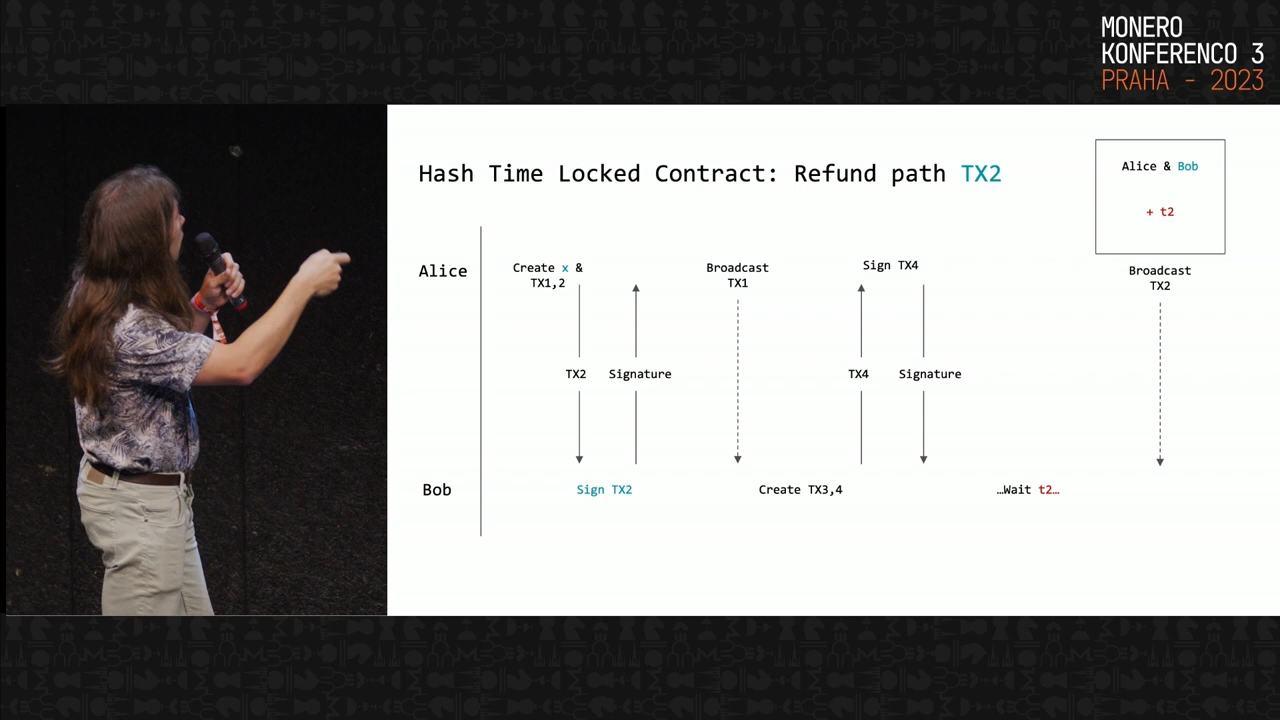 MONERO
KONFERENCO 3
PRAHA - 2023
Hash Time Locked Contract: Refund path TX2
Alice & Bob
+ t2
Alice
Create x &
TX1,2
Broadcast
TX1
Sign TX4
Broadcast
TX2
TX2
Signature
TX4
Signature
Bob
Sign TX2
Create TX3,4
…Wait t2…